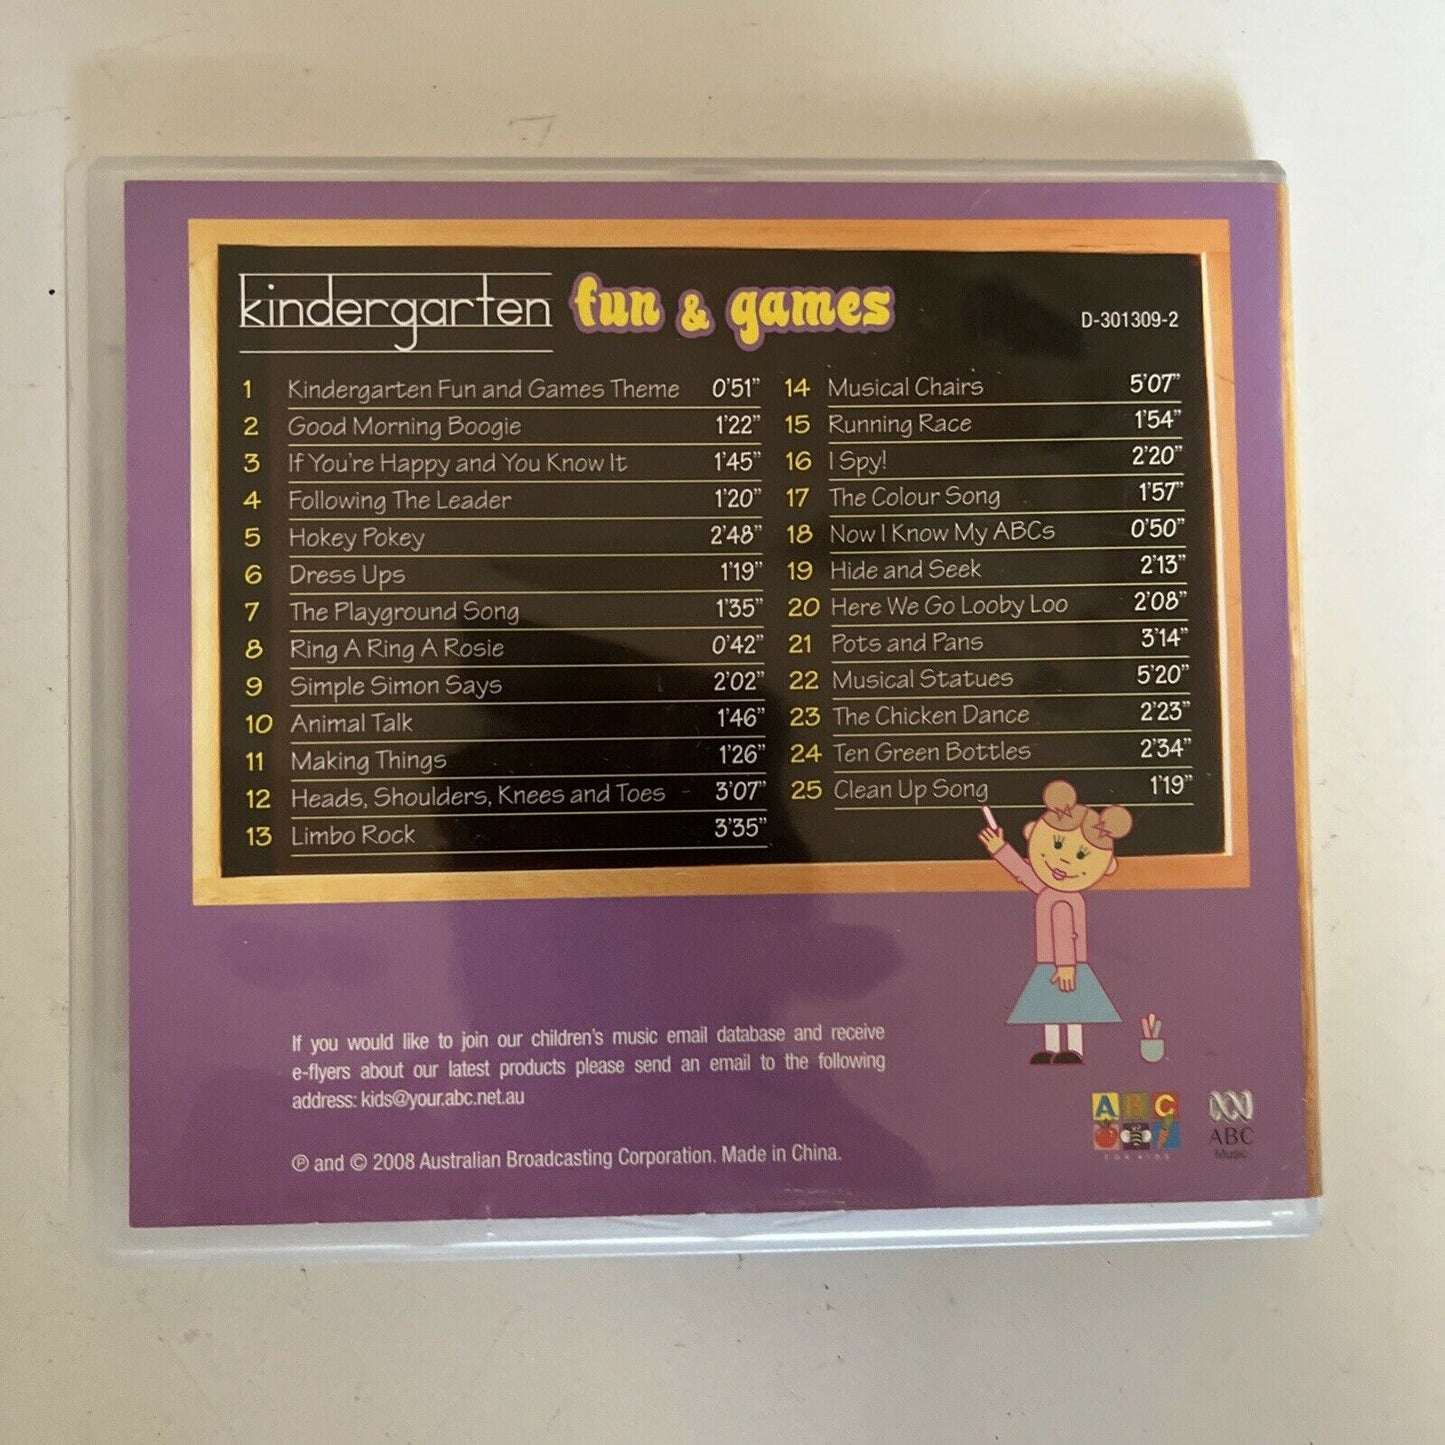 kindergarten fun & games D-301309-2
1 Kindergarten Fun and Games Theme 0'51"
2 Good Morning Boogie 1'22"
3 If You're Happy and You Know It 1'45"
4 Following The Leader 1'20"
5 Hokey Pokey 2'48"
6 Dress Ups 1'19"
7 The Playground Song 1'35"
8 Ring A Ring A Rosie 0'42"
9 Simple Simon Says 2'02"
10 Animal Talk 1'46"
11 Making Things 1'26"
12 Heads, Shoulders, Knees and Toes 3'07"
13 Limbo Rock 3'35"
14 Musical Chairs 5'07"
15 Running Race 1'54"
16 I Spy! 2'20"
17 The Colour Song 1'57"
18 Now I Know My ABCs 0'50"
19 Hide and Seek 2'13"
20 Here We Go Looby Loo 2'08"
21 Pots and Pans 3'14"
22 Musical Statues 5'20"
23 The Chicken Dance 2'23"
24 Ten Green Bottles 2'34"
25 Clean Up Song 1'19"
If you would like to join our children's music email database and receive
e-flyers about our latest products please send an email to the following
address: kids@your.abc.net.au
℗ and © 2008 Australian Broadcasting Corporation. Made in China.
ABC
FOR KIDS
ABC
Music